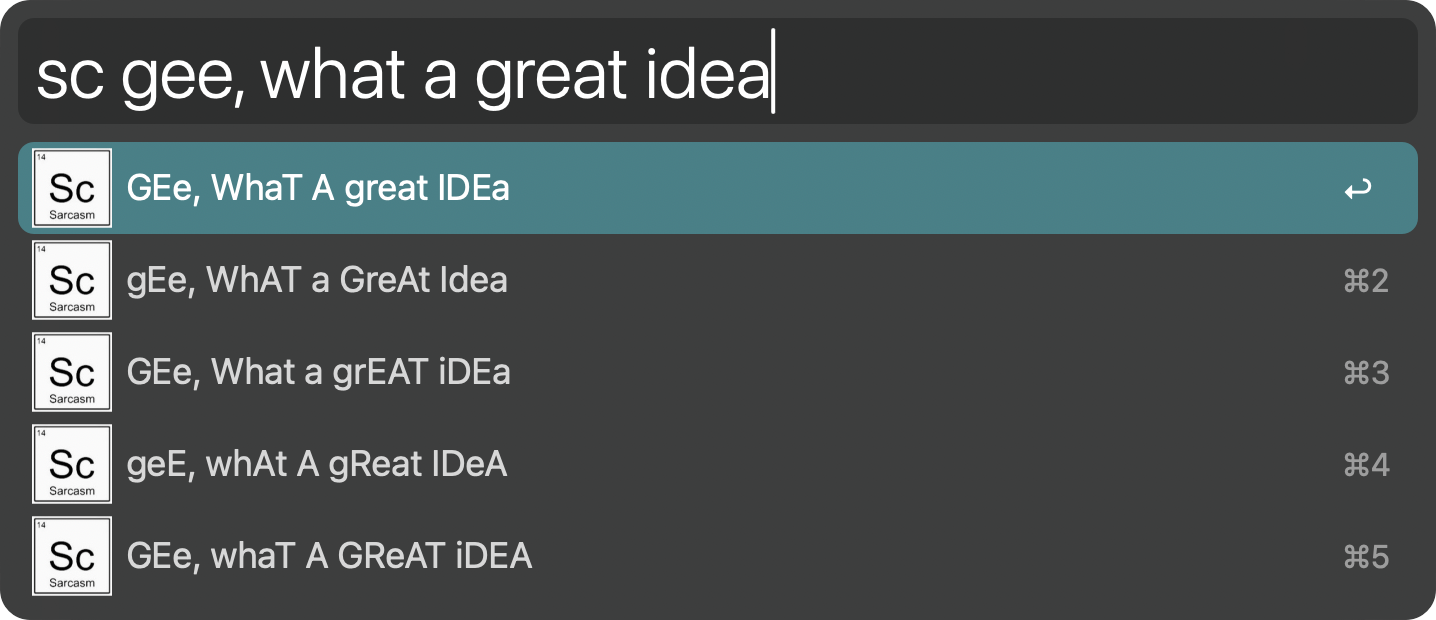 sc gee, what a great idea
14
Sc
Sarcasm
GEe, WhaT A great IDEa
↩
14
Sc
Sarcasm
gEe, WhAT a GreAt Idea
⌘2
14
Sc
Sarcasm
GEe, What a grEAT iDEa
⌘3
14
Sc
Sarcasm
geE, whAt A gReat IDeA
⌘4
14
Sc
Sarcasm
GEe, whaT A GReAT iDEA
⌘5